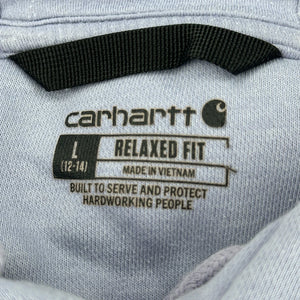 carhartt
L
(12-14)
RELAXED FIT
MADE IN VIETNAM
BUILT TO SERVE AND PROTECT
HARDWORKING PEOPLE